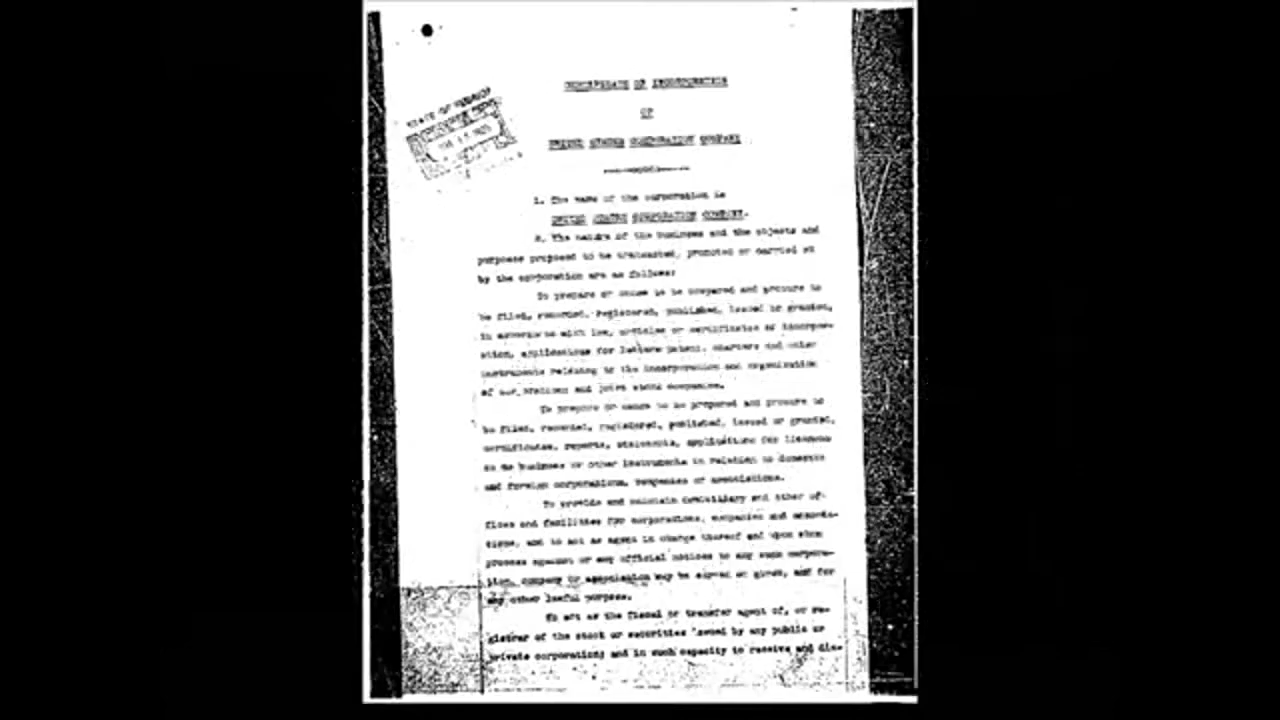 CERTIFICATE OF INCORPORATION
OF
UNITED STATES CORPORATION COMPANY
STATE OF
1. The name of the corporation is
UNITED STATES CORPORATION COMPANY.
2. The nature of the business and the objects and
purposes proposed to be transacted, promoted or carried
by the corporation are as follows:
To prepare or cause to be prepared and procure to
be filed, recorded, registered, published, issued or granted,
in accordance with law, articles or certificates of incorpor-
ation, applications for letters patent, charters and other
instruments relating to the incorporation and organization
of corporations and joint stock companies.
To prepare or cause to be prepared and procure to
be filed, recorded, registered, published, issued or granted,
certificates, reports, statements, applications for licenses
to do business or other instruments in relation to domestic
and foreign corporations, companies or associations.
To provide and maintain domiciliary and other of-
fices and facilities for corporations, companies and associa-
tions, and to act as agent in charge thereof and upon whom
process against or any official notices to any such corpora-
tion, company or association may be served or given, and for
any other lawful purpose.
To act as the fiscal or transfer agent of, or re-
gistrar of the stock or securities issued by any public or
private corporation; and in such capacity to receive and dis-